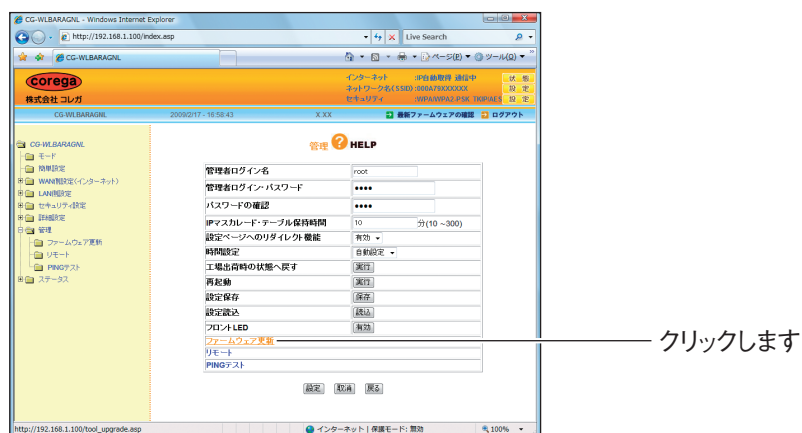 CG-WLBARAGNL - Windows Internet Explorer
http://192.168.1.100/index.asp
Live Search
CG-WLBARAGNL
ページ(P)
ツール(O)
corega
株式会社 コレガ
インターネット :IP自動取得 通信中
ネットワーク名(SSID) :000A79XXXXXX
セキュリティ :WPA/WPA2-PSK TKIP/AES
状 態
設 定
設 定
CG-WLBARAGNL 2009/2/17 - 16:58:43 X.XX 最新ファームウェアの確認 ログアウト
CG-WLBARAGNL
モード
簡単設定
WAN側設定(インターネット)
LAN側設定
セキュリティ設定
詳細設定
管理
ファームウェア更新
リモート
PINGテスト
ステータス
管理 ? HELP
管理者ログイン名 root
管理者ログイン・パスワード ●●●●
パスワードの確認 ●●●●
IPマスカレード・テーブル保持時間 10 分(10 ~300)
設定ページへのリダイレクト機能 有効
時間設定 自動設定
工場出荷時の状態へ戻す 実行
再起動 実行
設定保存 保存
設定読込 読込
フロントLED 有効
ファームウェア更新
リモート
PINGテスト
設定 取消 戻る
クリックします
http://192.168.1.100/tool_upgrade.asp
インターネット | 保護モード: 無効
100%